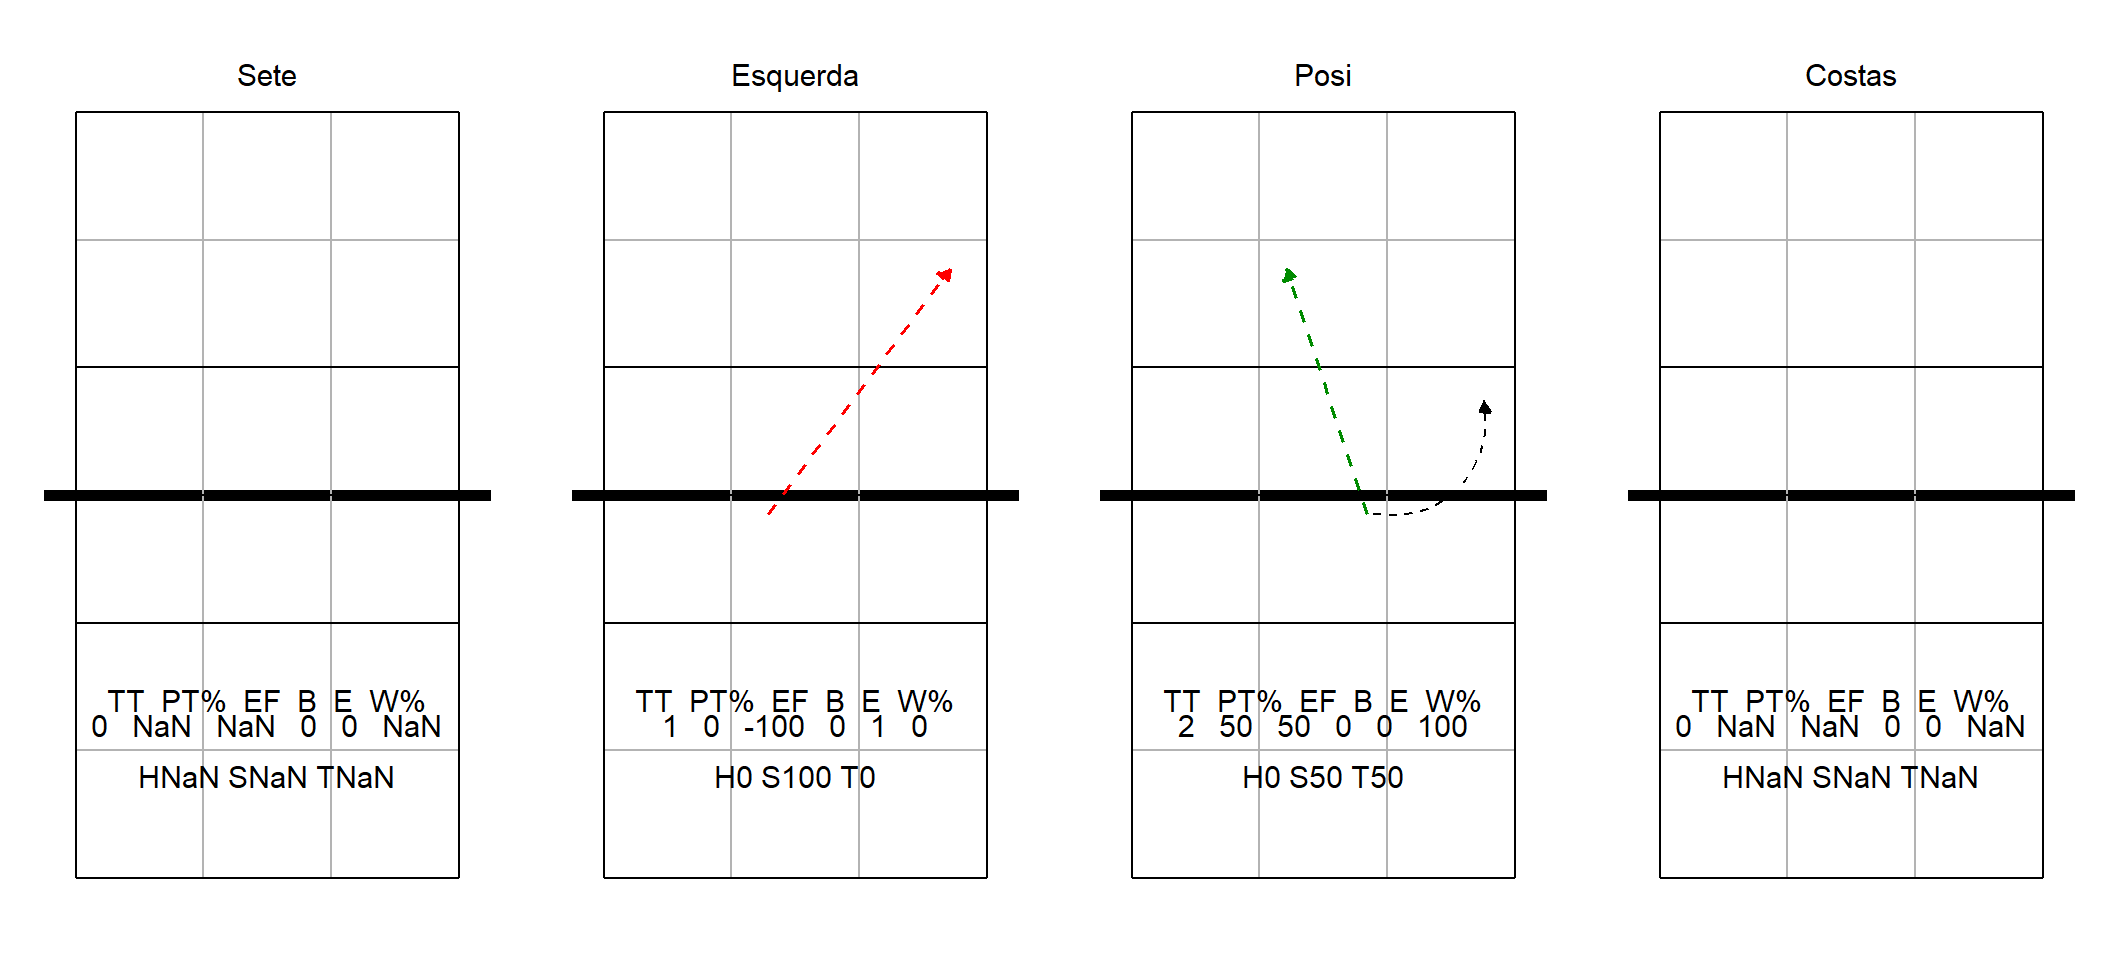 Sete
TT PT% EF B E W%
0 NaN NaN 0 0 NaN
HNaN SNaN TNaN
Esquerda
TT PT% EF B E W%
1 0 -100 0 1 0
H0 S100 T0
Posi
TT PT% EF B E W%
2 50 50 0 0 100
H0 S50 T50
Costas
TT PT% EF B E W%
0 NaN NaN 0 0 NaN
HNaN SNaN TNaN